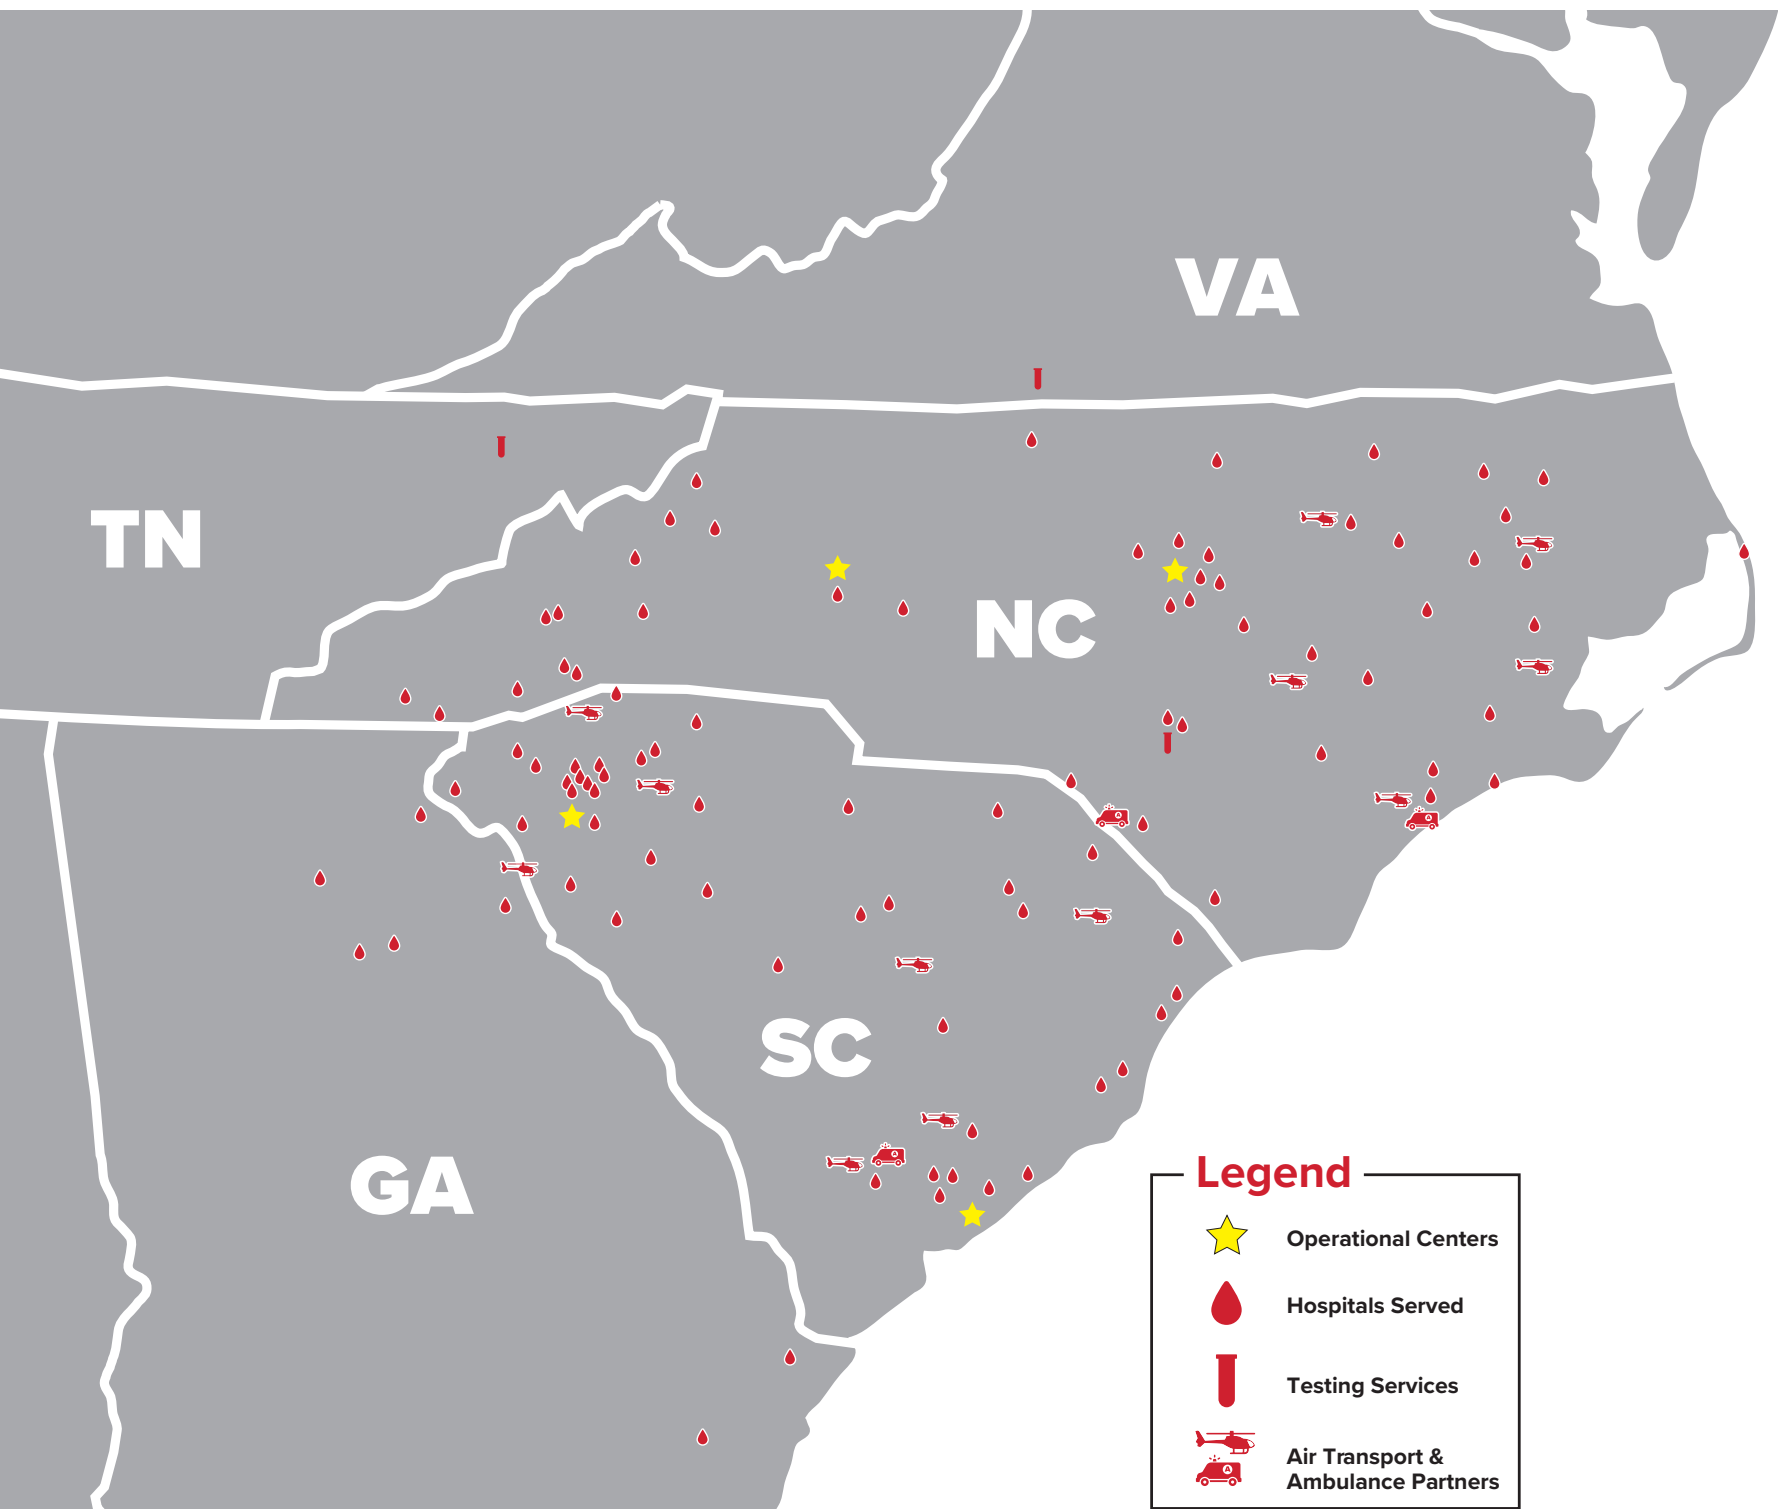 VA
TN
NC
SC
GA
Legend
Operational Centers
Hospitals Served
Testing Services
Air Transport &
Ambulance Partners